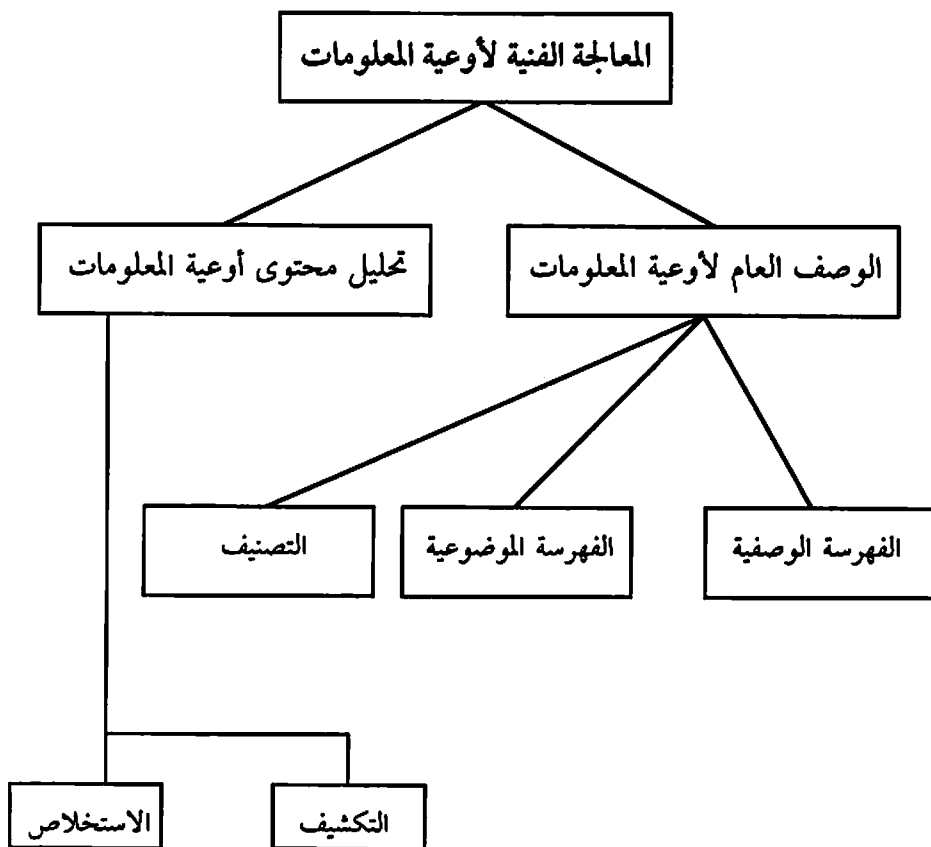 المعالجة الفنية لأوعية المعلومات
الوصف العام لأوعية المعلومات
تحليل محتوى أوعية المعلومات
الفهرسة الوصفية
الفهرسة الموضوعية
التصنيف
التكشيف
الاستخلاص